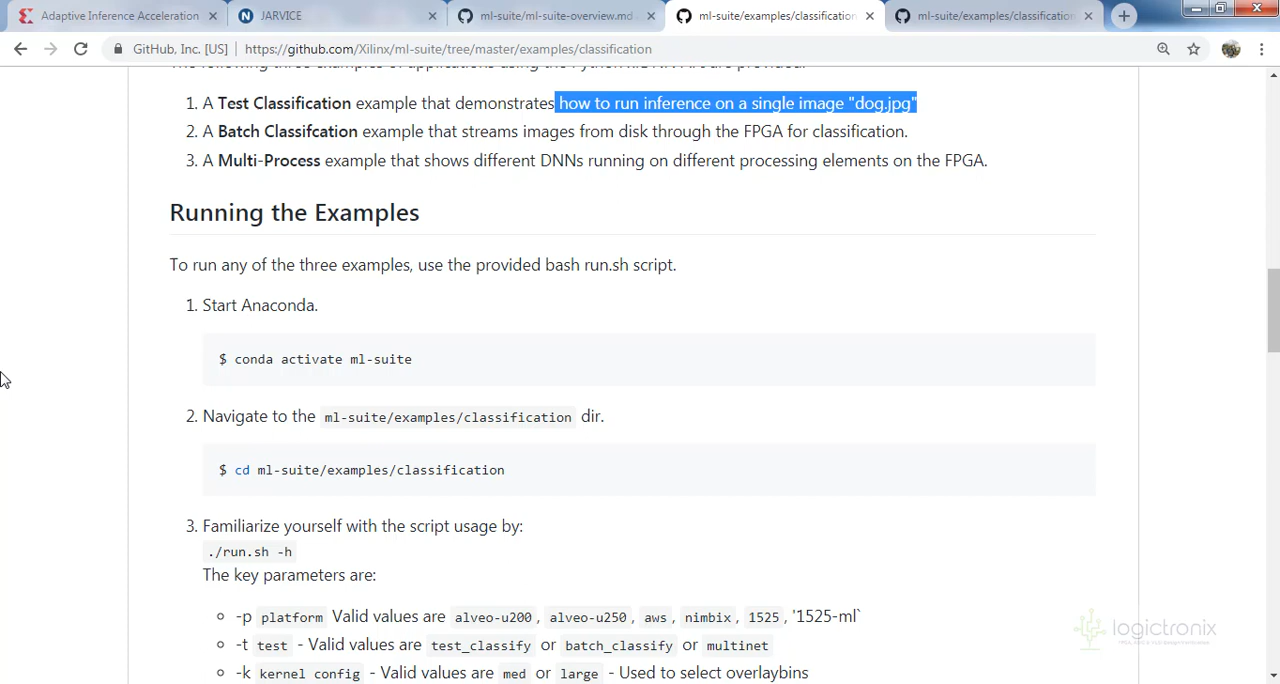 Adaptive Inference Acceleration
JARVICE
ml-suite/ml-suite-overview.md
ml-suite/examples/classification
ml-suite/examples/classification
GitHub, Inc. [US] | https://github.com/Xilinx/ml-suite/tree/master/examples/classification
1. A Test Classification example that demonstrates how to run inference on a single image "dog.jpg"
2. A Batch Classifcation example that streams images from disk through the FPGA for classification.
3. A Multi-Process example that shows different DNNs running on different processing elements on the FPGA.
Running the Examples
To run any of the three examples, use the provided bash run.sh script.
1. Start Anaconda.
$ conda activate ml-suite
2. Navigate to the ml-suite/examples/classification dir.
$ cd ml-suite/examples/classification
3. Familiarize yourself with the script usage by:
./run.sh -h
The key parameters are:
-p platform Valid values are alveo-u200, alveo-u250, aws, nimbix, 1525, '1525-ml`
-t test - Valid values are test_classify or batch_classify or multinet
-k kernel config - Valid values are med or large - Used to select overlaybins
logictronix